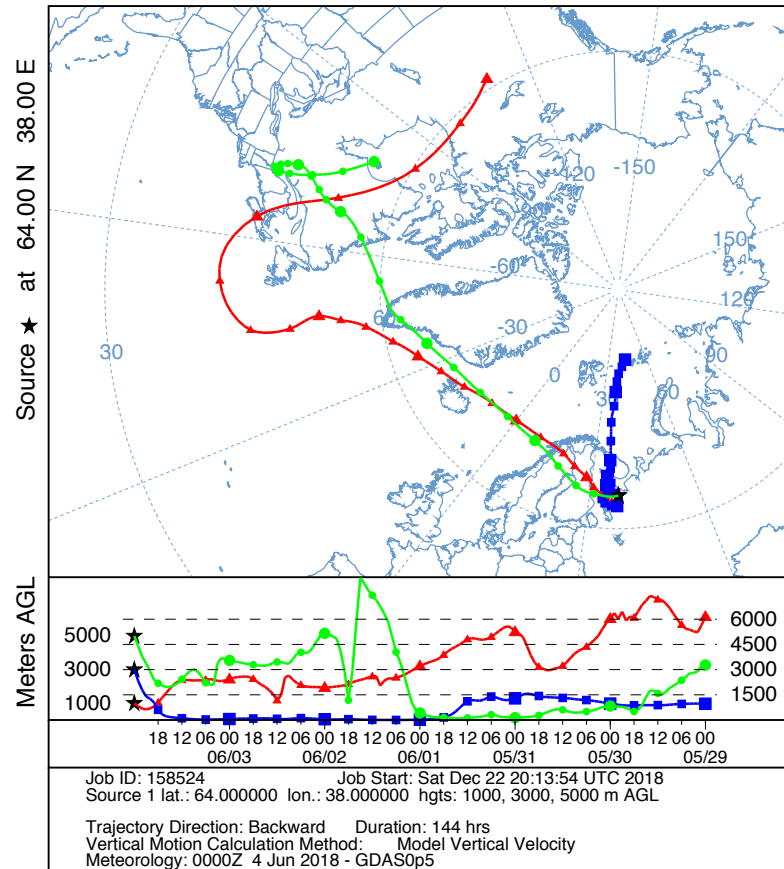 Source ★ at 64.00 N 38.00 E
-150
-120
150
-60
120
60
-30
90
30
0
60
30
Meters AGL
5000
3000
1000
6000
4500
3000
1500
18 12 06 00 18 12 06 00 18 12 06 00 18 12 06 00 18 12 06 00 18 12 06 00
06/03 06/02 06/01 05/31 05/30 05/29
Job ID: 158524 Job Start: Sat Dec 22 20:13:54 UTC 2018
Source 1 lat.: 64.000000 lon.: 38.000000 hgts: 1000, 3000, 5000 m AGL
Trajectory Direction: Backward Duration: 144 hrs
Vertical Motion Calculation Method: Model Vertical Velocity
Meteorology: 0000Z 4 Jun 2018 - GDAS0p5